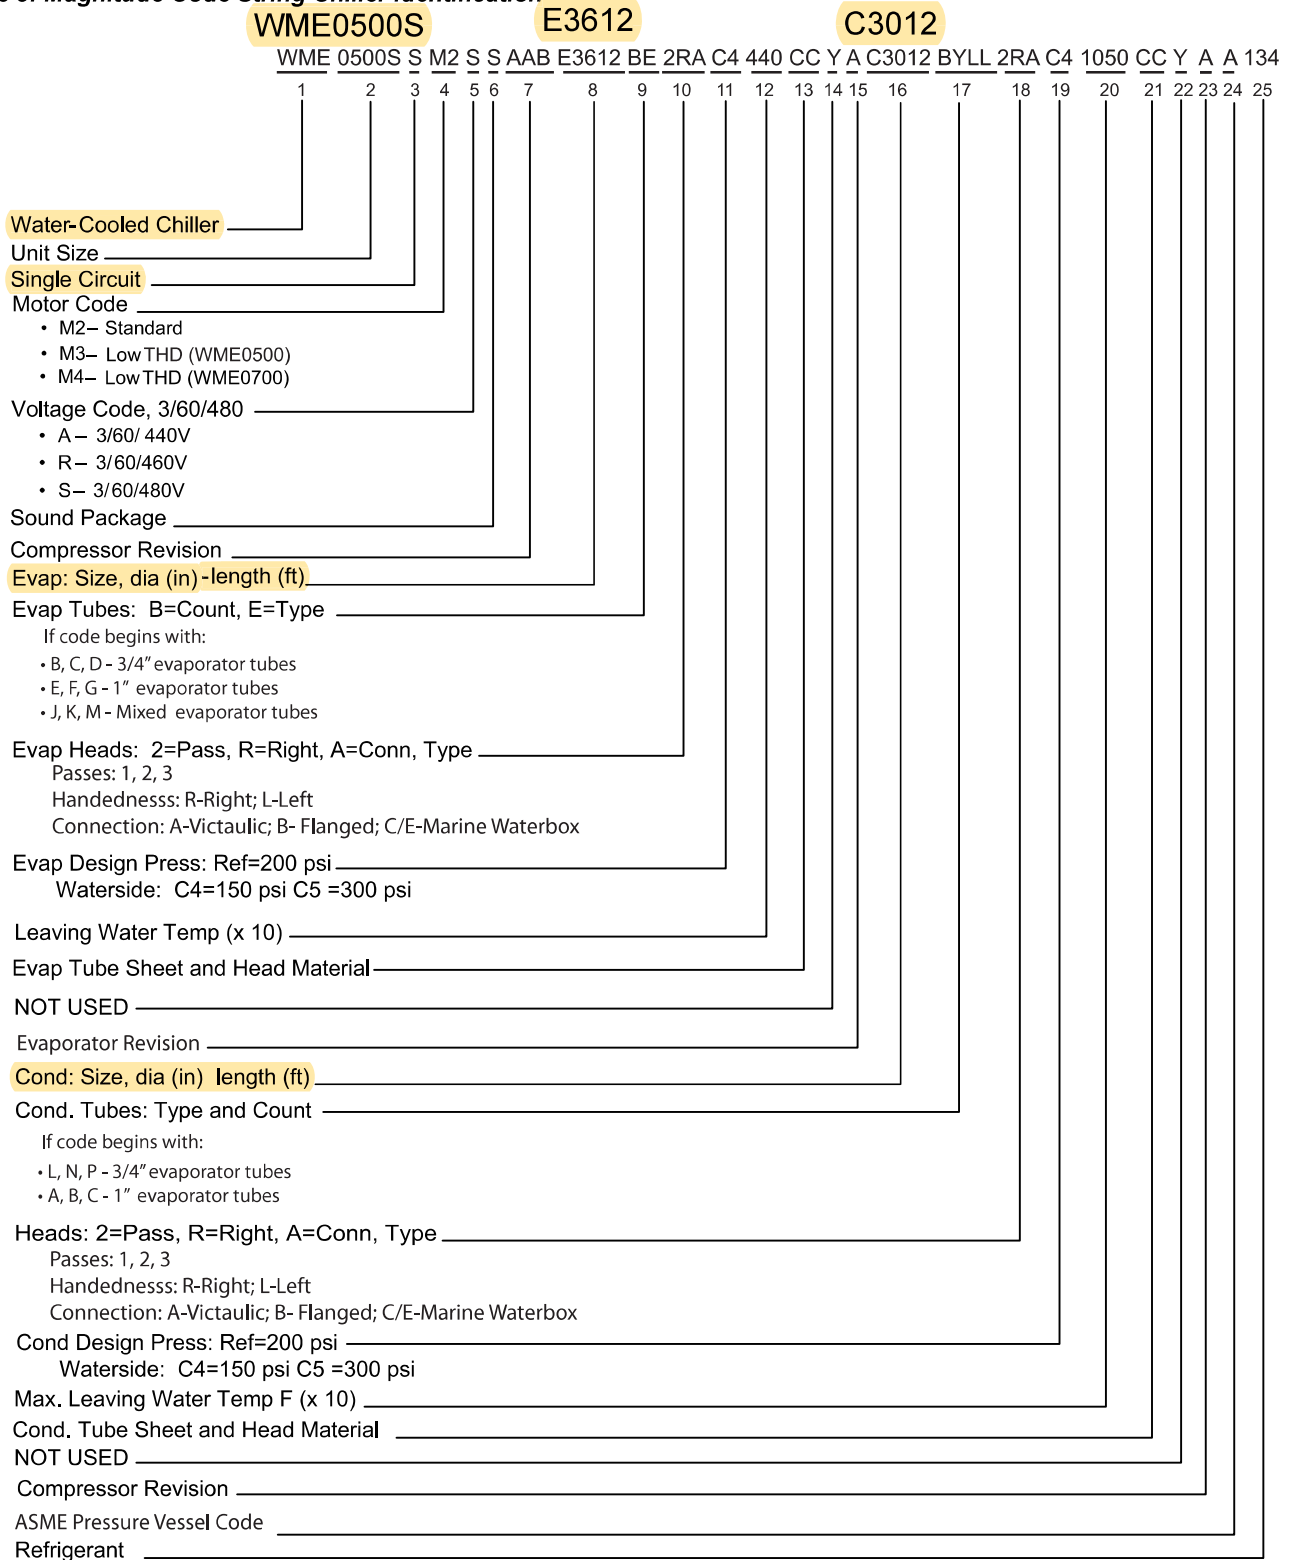 of Magnitude Code String Chiller Identification
WME0500S E3612 C3012
WME 0500S S M2 S S AAB E3612 BE 2RA C4 440 CC Y A C3012 BYLL 2RA C4 1050 CC Y A A 134
1 2 3 4 5 6 7 8 9 10 11 12 13 14 15 16 17 18 19 20 21 22 23 24 25
Water-Cooled Chiller
Unit Size
Single Circuit
Motor Code
• M2– Standard
• M3– Low THD (WME0500)
• M4– Low THD (WME0700)
Voltage Code, 3/60/480
• A – 3/60/ 440V
• R – 3/60/460V
• S – 3/60/480V
Sound Package
Compressor Revision
Evap: Size, dia (in) -length (ft)
Evap Tubes: B=Count, E=Type
If code begins with:
• B, C, D - 3/4” evaporator tubes
• E, F, G - 1” evaporator tubes
• J, K, M - Mixed evaporator tubes
Evap Heads: 2=Pass, R=Right, A=Conn, Type
Passes: 1, 2, 3
Handednesss: R-Right; L-Left
Connection: A-Victaulic; B- Flanged; C/E-Marine Waterbox
Evap Design Press: Ref=200 psi
Waterside: C4=150 psi C5 =300 psi
Leaving Water Temp (x 10)
Evap Tube Sheet and Head Material
NOT USED
Evaporator Revision
Cond: Size, dia (in) length (ft)
Cond. Tubes: Type and Count
If code begins with:
• L, N, P - 3/4” evaporator tubes
• A, B, C - 1” evaporator tubes
Heads: 2=Pass, R=Right, A=Conn, Type
Passes: 1, 2, 3
Handednesss: R-Right; L-Left
Connection: A-Victaulic; B- Flanged; C/E-Marine Waterbox
Cond Design Press: Ref=200 psi
Waterside: C4=150 psi C5 =300 psi
Max. Leaving Water Temp F (x 10)
Cond. Tube Sheet and Head Material
NOT USED
Compressor Revision
ASME Pressure Vessel Code
Refrigerant